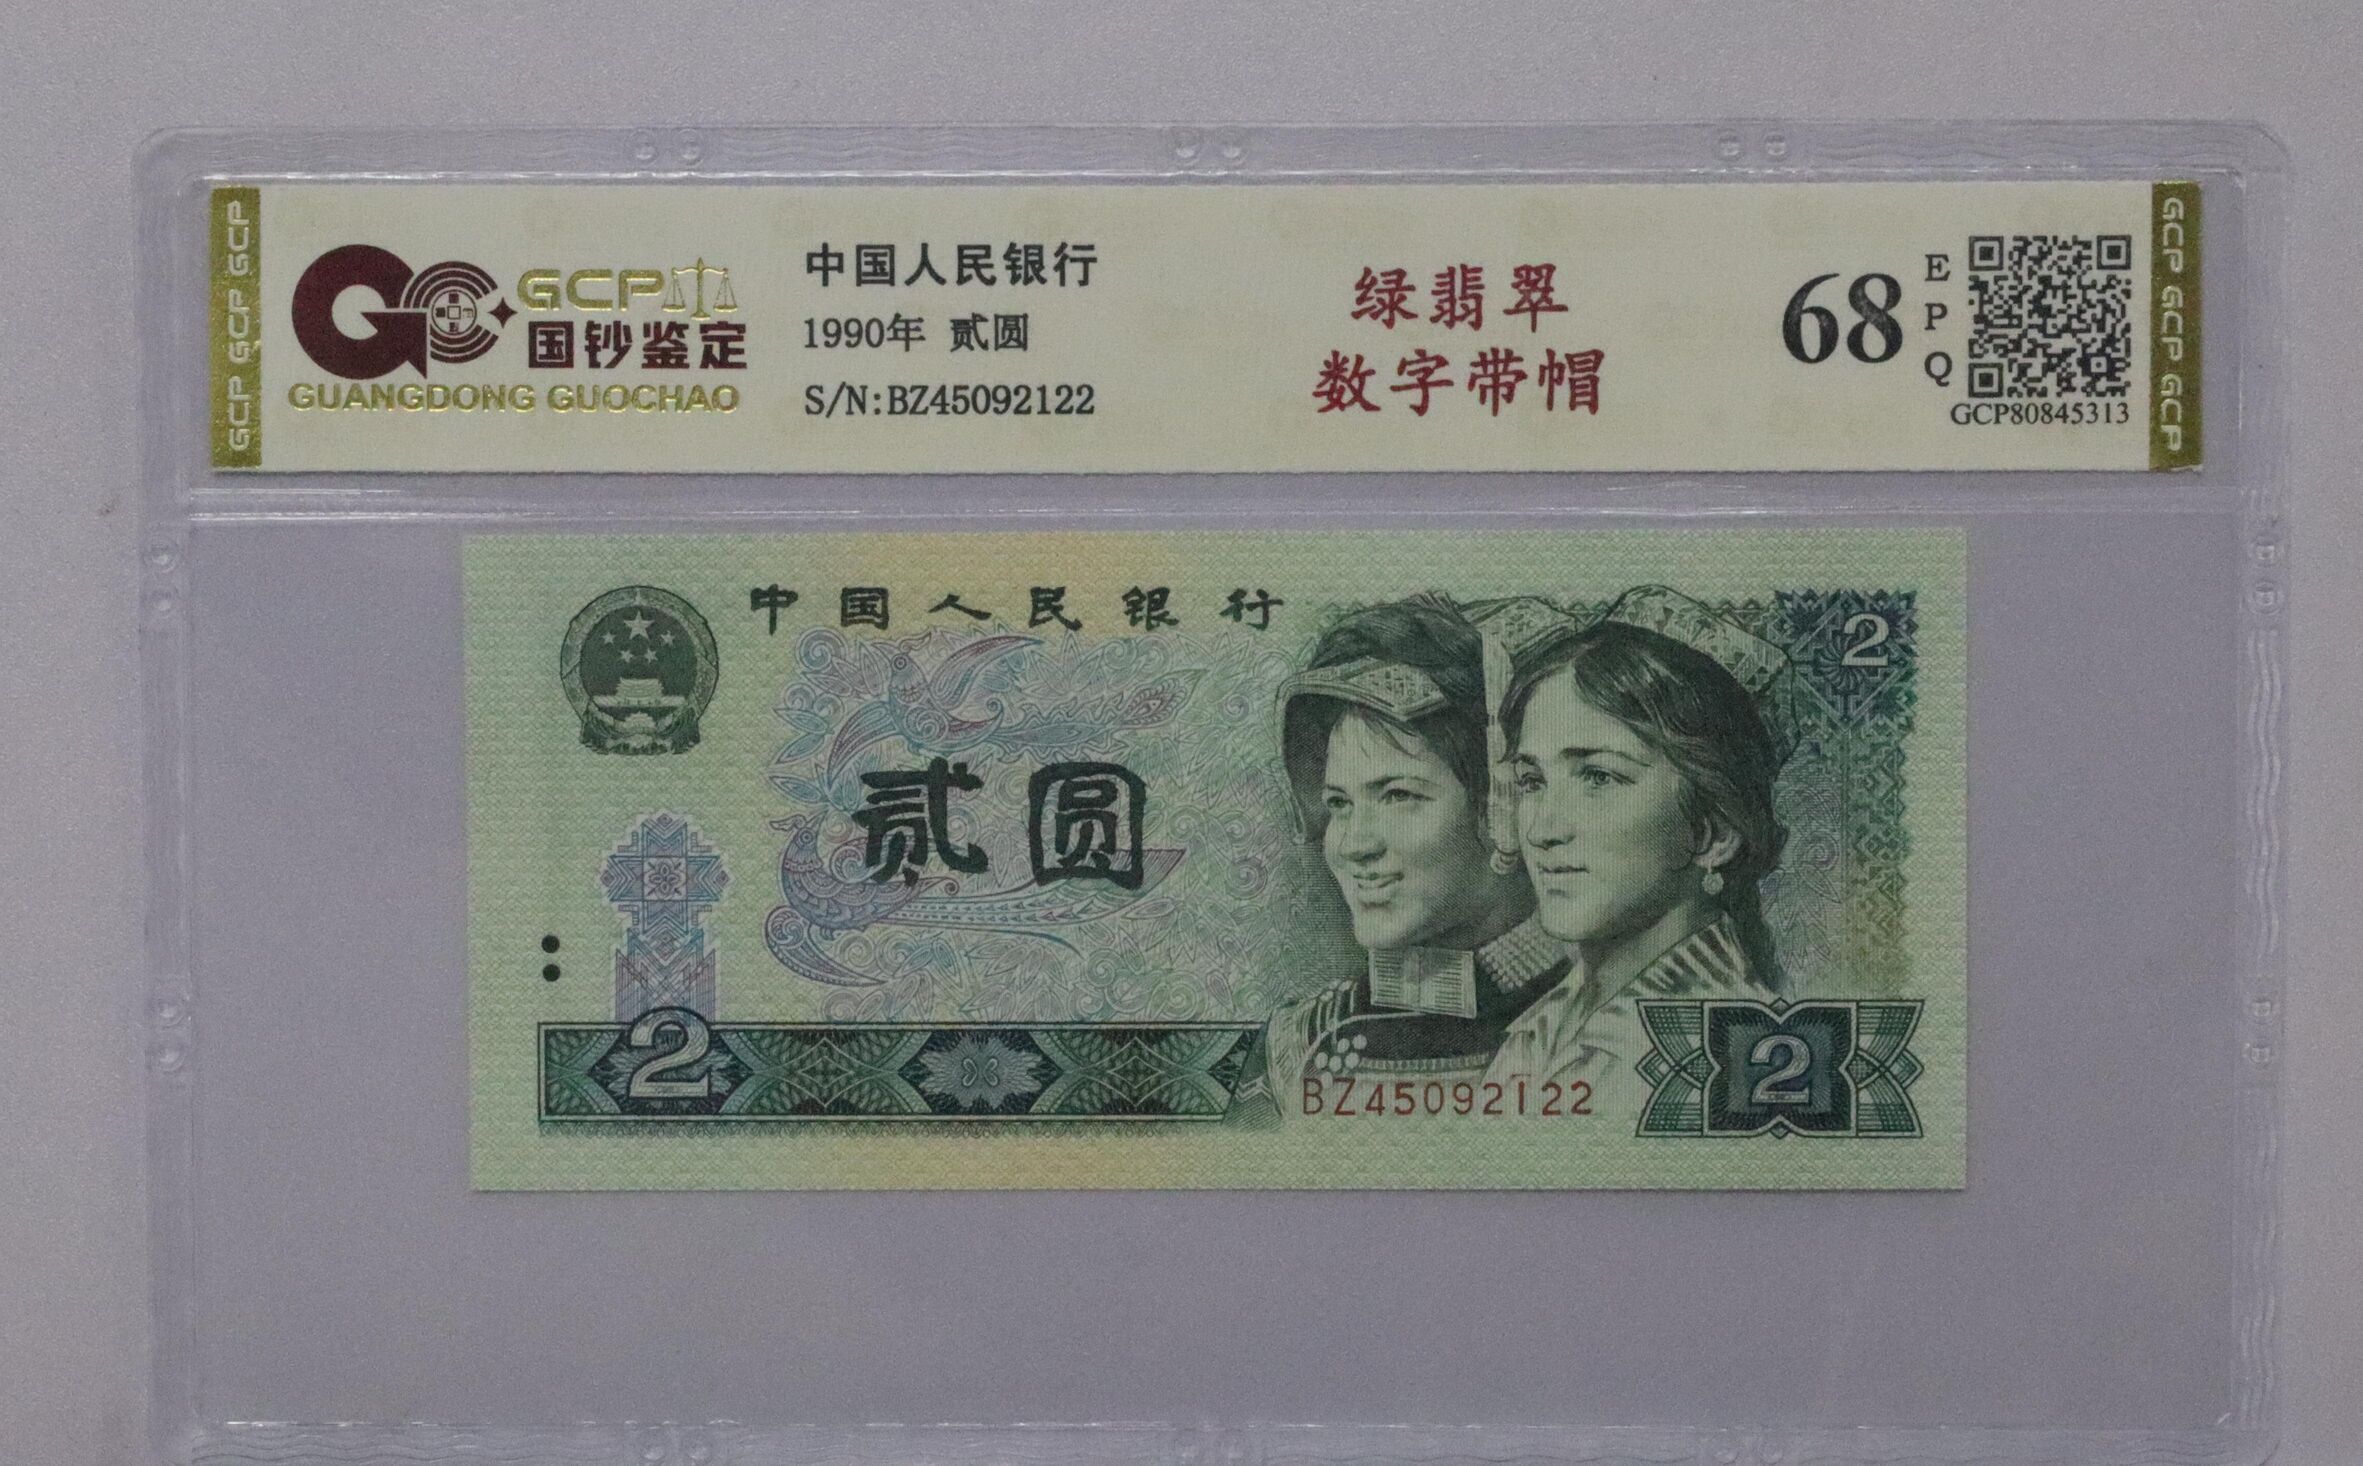 GCP GCP GCP
GCP
国钞鉴定
GUANGDONG GUOCHAO
中国人民银行
1990年 贰圆
S/N:BZ45092122
绿翡翠
数字带帽
68
E
P
Q
GCP80845313
GCP GCP GCP
中国人民银行
2
贰圆
2
BZ45092122
2